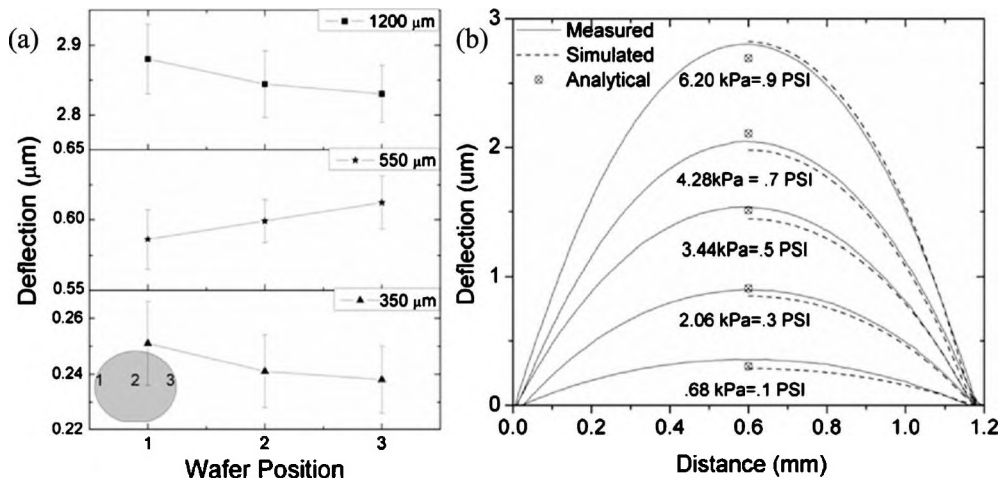 (a)
1200 μm
2.9
2.8
0.65
550 μm
0.60
0.55
350 μm
0.26
0.24
0.22
1 2 3
1 2 3
Deflection (μm)
Wafer Position
(b)
Measured
Simulated
Analytical
6.20 kPa=.9 PSI
4.28kPa = .7 PSI
3.44kPa=.5 PSI
2.06 kPa=.3 PSI
.68 kPa=.1 PSI
3
2
1
0
0.0 0.2 0.4 0.6 0.8 1.0 1.2
Deflection (um)
Distance (mm)